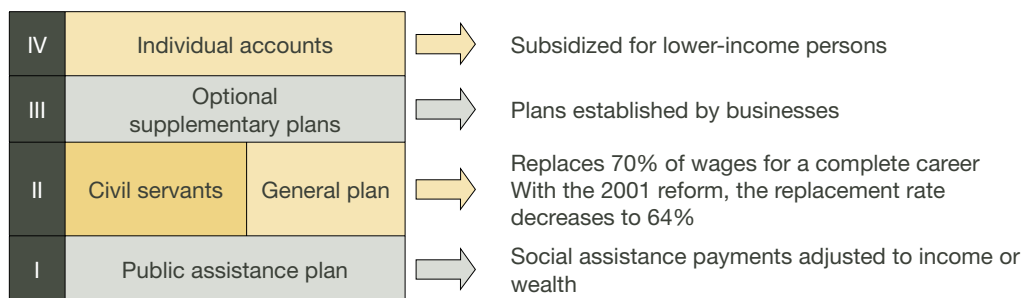 IV
Individual accounts
Subsidized for lower-income persons
III
Optional
supplementary plans
Plans established by businesses
II
Civil servants
General plan
Replaces 70% of wages for a complete career
With the 2001 reform, the replacement rate
decreases to 64%
I
Public assistance plan
Social assistance payments adjusted to income or
wealth